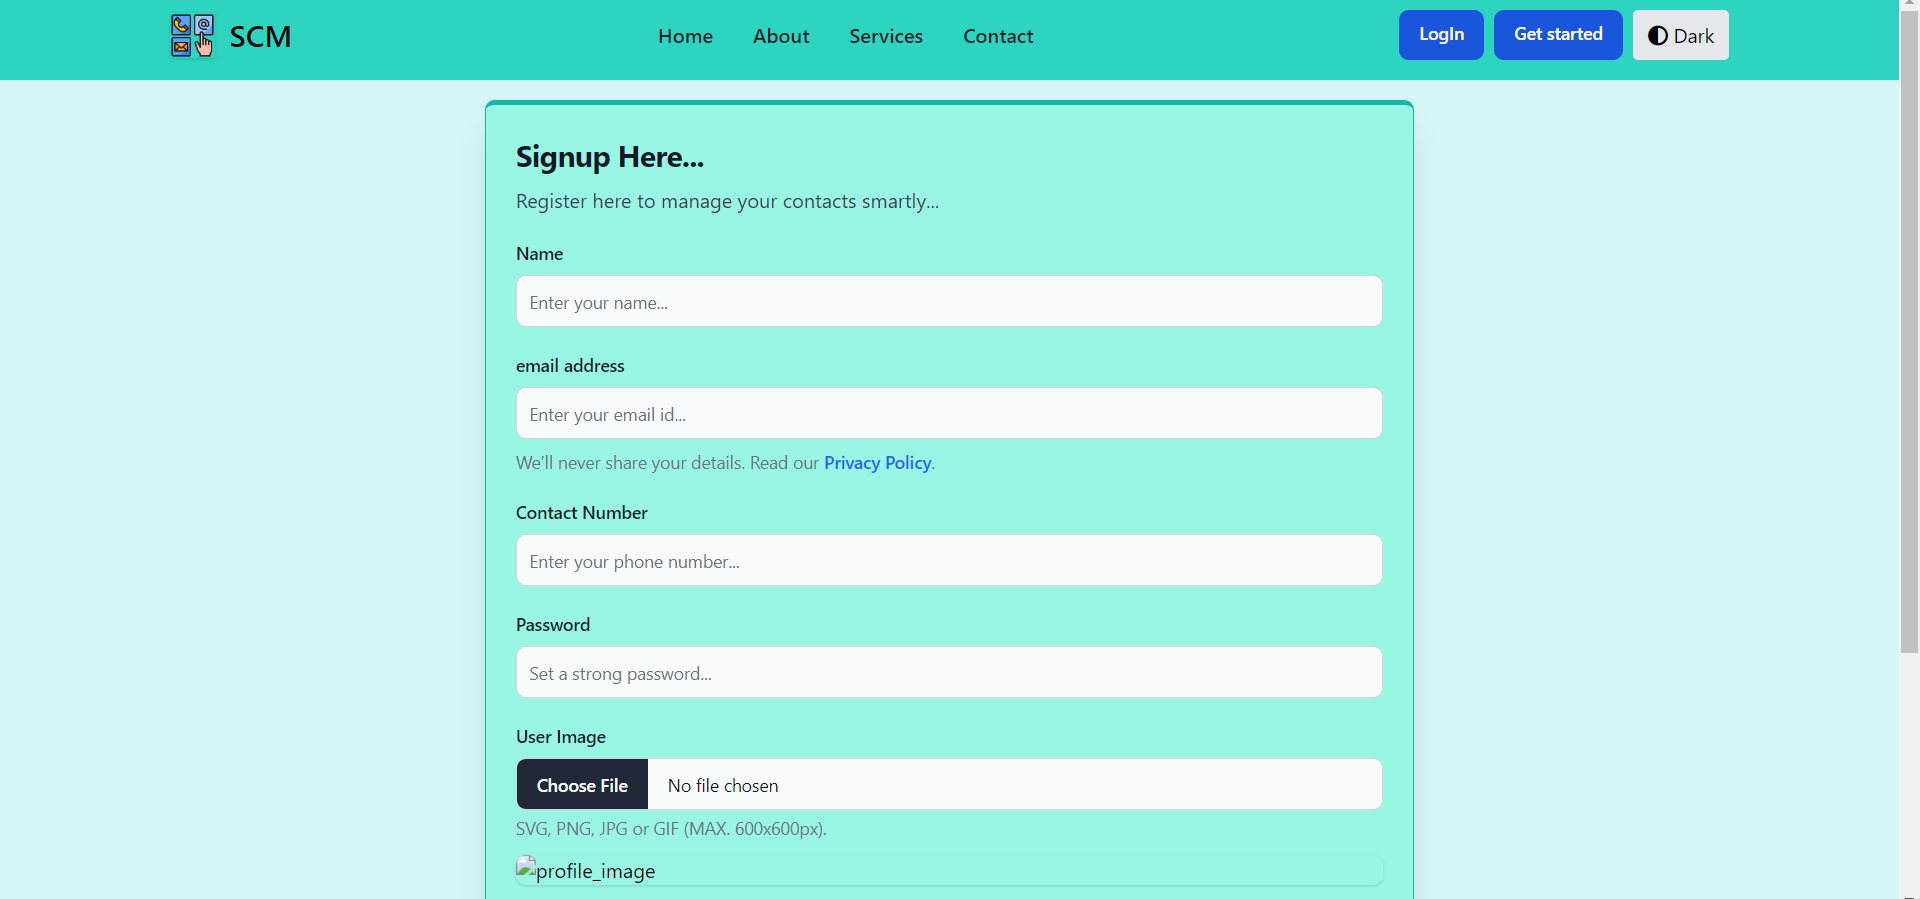 SCM
Home
About
Services
Contact
LogIn
Get started
Dark
Signup Here...
Register here to manage your contacts smartly...
Name
Enter your name...
email address
Enter your email id...
We'll never share your details. Read our Privacy Policy.
Contact Number
Enter your phone number...
Password
Set a strong password...
User Image
Choose File
No file chosen
SVG, PNG, JPG or GIF (MAX. 600x600px).
profile_image